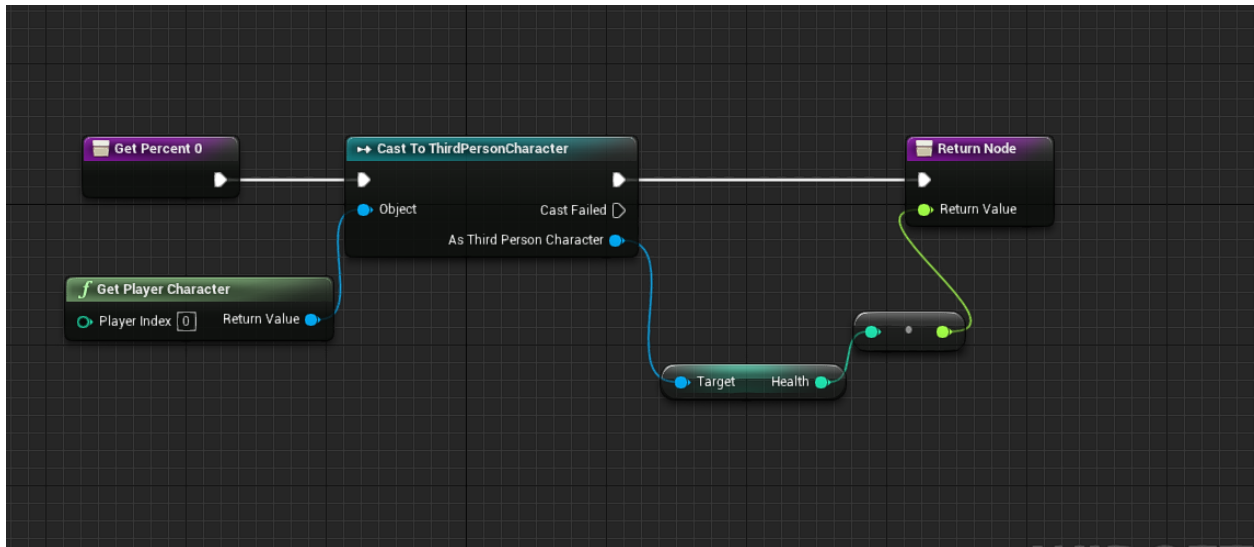 Get Percent 0
Cast To ThirdPersonCharacter
Object
Cast Failed
As Third Person Character
Return Node
Return Value
f Get Player Character
Player Index 0
Return Value
Target
Health